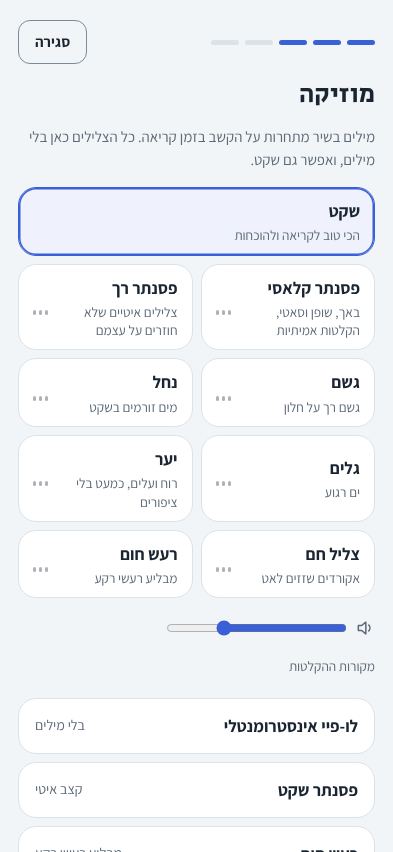 סגירה
מוזיקה
מילים בשיר מתחרות על הקשב בזמן קריאה. כל הצלילים כאן בלי
מילים, ואפשר גם שקט.
שקט
הכי טוב לקריאה ולהוכחות
פסנתר קלאסי
באך, שופן וסאטי,
הקלטות אמיתיות
פסנתר רך
צלילים איטיים שלא
חוזרים על עצמם
גשם
גשם רך על חלון
נחל
מים זורמים בשקט
גלים
ים רגוע
יער
רוח ועלים, כמעט בלי
ציפורים
צליל חם
אקורדים שזזים לאט
רעש חום
מבליע רעשי רקע
מקורות ההקלטות
לו-פיי אינסטרומנטלי
בלי מילים
פסנתר שקט
קצב איטי